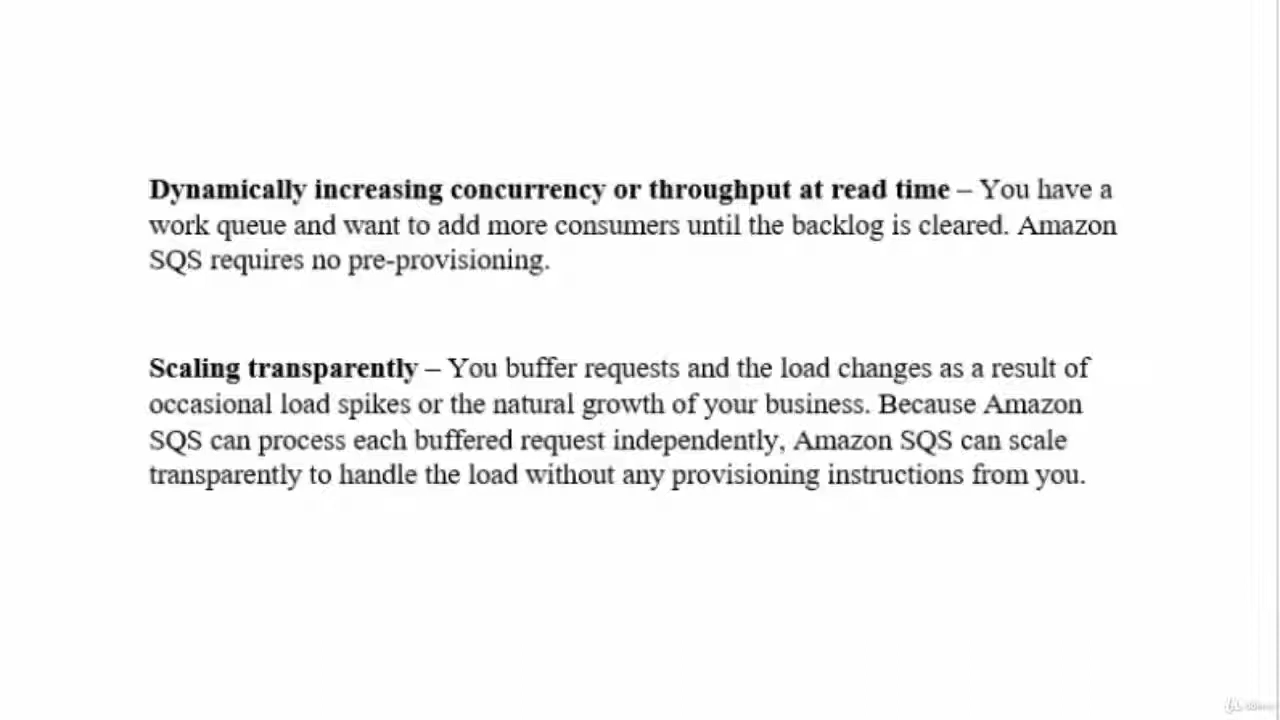 Dynamically increasing concurrency or throughput at read time – You have a
work queue and want to add more consumers until the backlog is cleared. Amazon
SQS requires no pre-provisioning.
Scaling transparently – You buffer requests and the load changes as a result of
occasional load spikes or the natural growth of your business. Because Amazon
SQS can process each buffered request independently, Amazon SQS can scale
transparently to handle the load without any provisioning instructions from you.